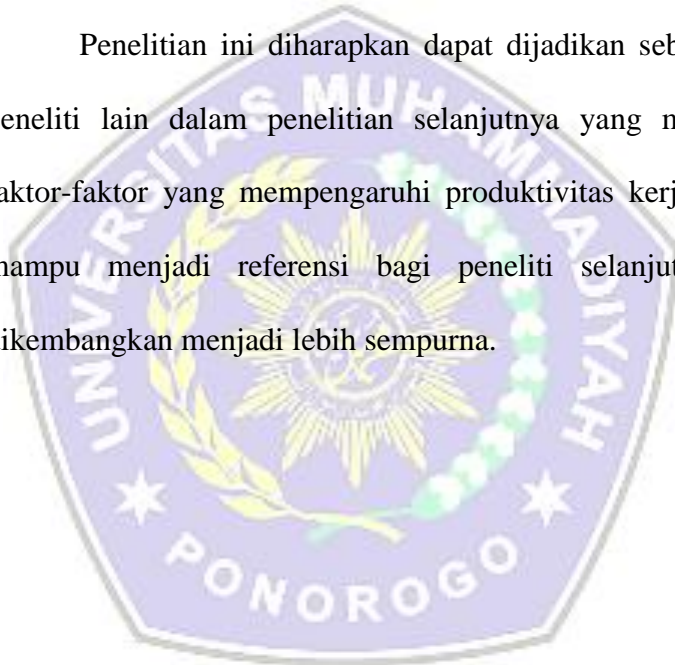 Penelitian ini diharapkan dapat dijadikan seb
eneliti lain dalam penelitian selanjutnya yang m
aktor-faktor yang mempengaruhi produktivitas kerj
mampu menjadi referensi bagi peneliti selanjut
ikembangkan menjadi lebih sempurna.
UNIVERSITAS MUHAMMADIYAH
PONOROGO